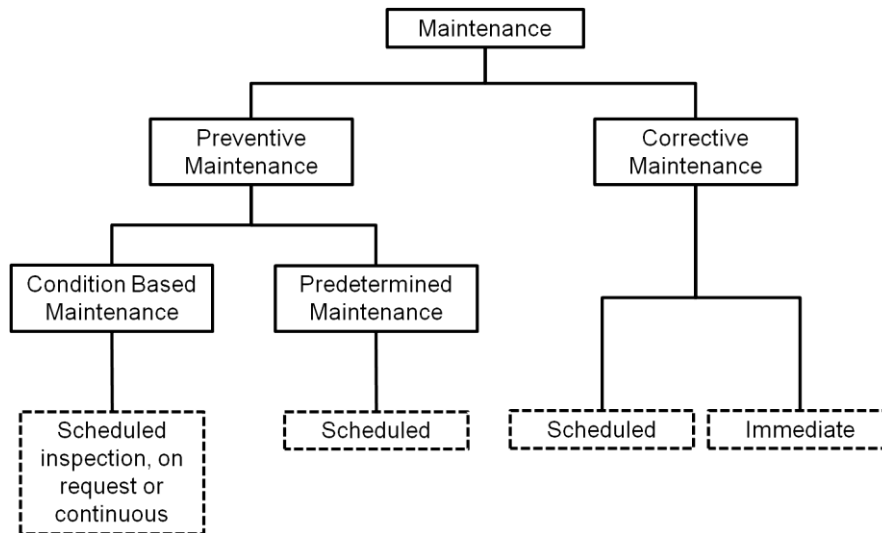 Maintenance
Preventive
Maintenance
Corrective
Maintenance
Condition Based
Maintenance
Predetermined
Maintenance
Scheduled
inspection, on
request or
continuous
Scheduled
Scheduled
Immediate